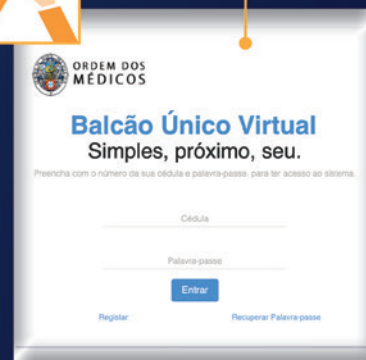 ORDEM DOS
MÉDICOS
Balcão Único Virtual
Simples, próximo, seu.
Preencha com o número da sua cédula e palavra-passe, para ter acesso ao sistema.
Cédula
Palavra-passe
Entrar
Registar
Recuperar Palavra-passe